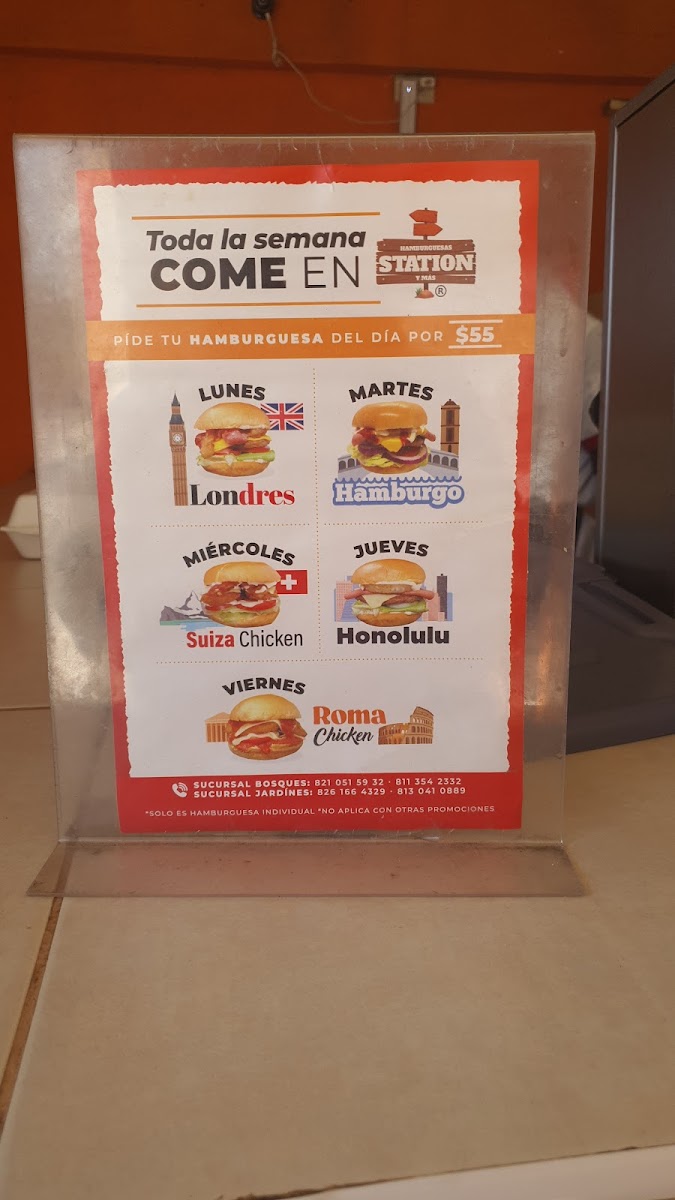 Toda la semana
COME EN
HAMBURGUESAS
STATION
Y MÁS
®
PÍDE TU HAMBURGUESA DEL DÍA POR $55
LUNES
Londres
MARTES
Hamburgo
MIÉRCOLES
Suiza Chicken
JUEVES
Honolulu
VIERNES
Roma
Chicken
SUCURSAL BOSQUES: 821 051 59 32 · 811 354 2332
SUCURSAL JARDÍNES: 826 166 4329 · 813 041 0889
*SOLO ES HAMBURGUESA INDIVIDUAL *NO APLICA CON OTRAS PROMOCIONES